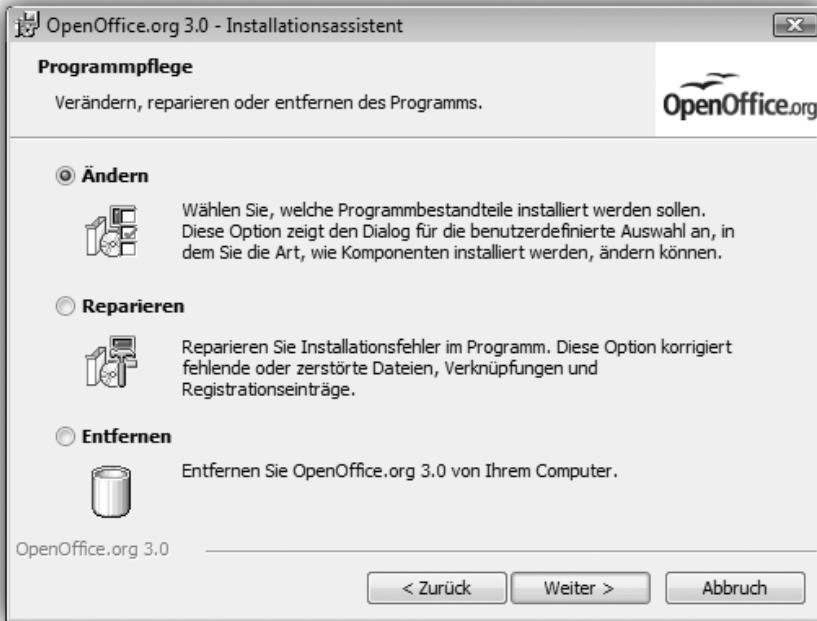 OpenOffice.org 3.0 - Installationsassistent
Programmpflege
Verändern, reparieren oder entfernen des Programms.
OpenOffice.org
Ändern
Wählen Sie, welche Programmbestandteile installiert werden sollen.
Diese Option zeigt den Dialog für die benutzerdefinierte Auswahl an, in
dem Sie die Art, wie Komponenten installiert werden, ändern können.
Reparieren
Reparieren Sie Installationsfehler im Programm. Diese Option korrigiert
fehlende oder zerstörte Dateien, Verknüpfungen und
Registrationseinträge.
Entfernen
Entfernen Sie OpenOffice.org 3.0 von Ihrem Computer.
OpenOffice.org 3.0
< Zurück
Weiter >
Abbruch